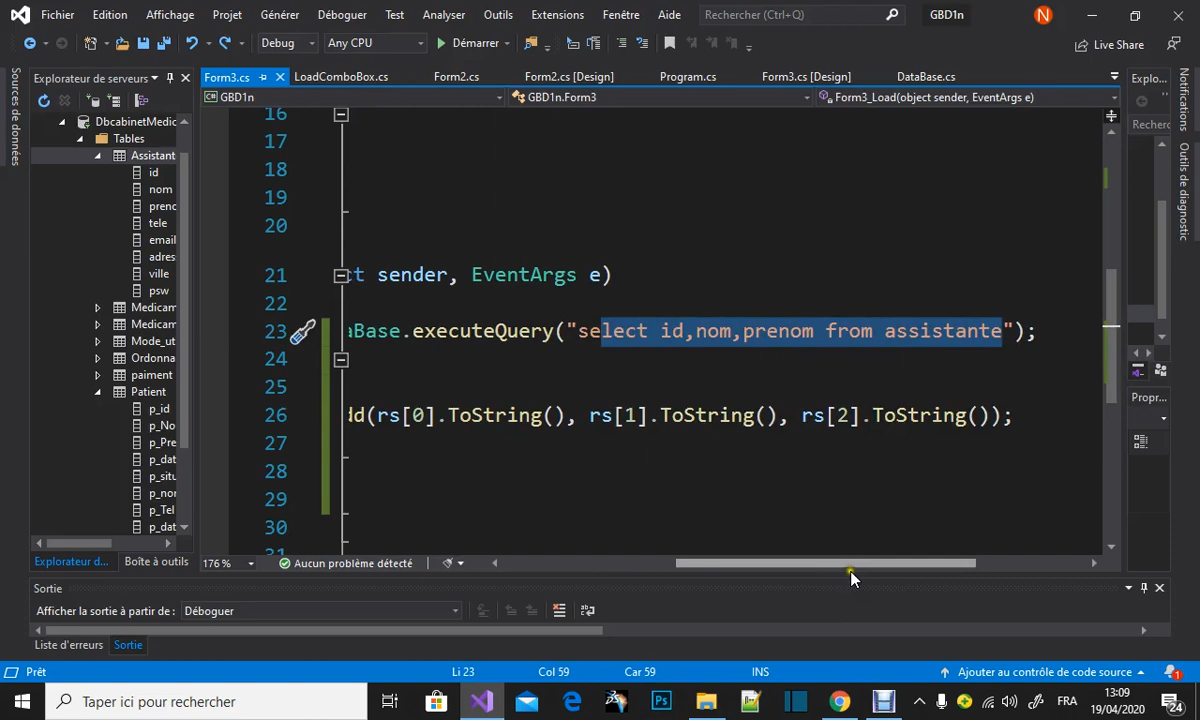 Fichier Edition Affichage Projet Générer Déboguer Test Analyser Outils Extensions Fenêtre Aide Rechercher (Ctrl+Q) GBD1n N
Debug Any CPU Démarrer Live Share
Sources de données
Explorateur de serveurs
DbcabinetMedic
Tables
Assistant
id
nom
preno
tele
email
adres
ville
psw
Medicam
Medicam
Mode_ut
Ordonna
paiment
Patient
p_id
p_No
p_Pre
p_dat
p_situ
p_nor
p_Tel
p_dat
Explorateur d... Boîte à outils
Form3.cs LoadComboBox.cs Form2.cs Form2.cs [Design] Program.cs Form3.cs [Design] DataBase.cs
GBD1n GBD1n.Form3 Form3_Load(object sender, EventArgs e)
16
17
18
19
20
21 ct sender, EventArgs e)
22
23 aBase.executeQuery("select id,nom,prenom from assistante");
24
25
26 dd(rs[0].ToString(), rs[1].ToString(), rs[2].ToString());
27
28
29
30
31
176 % Aucun problème détecté
Explo...
Recherc
Propr...
Notifications
Outils de diagnostic
Sortie
Afficher la sortie à partir de : Déboguer
Liste d'erreurs Sortie
Prêt Li 23 Col 59 Car 59 INS Ajouter au contrôle de code source 1
Taper ici pour rechercher Ps FRA 13:09 24
19/04/2020